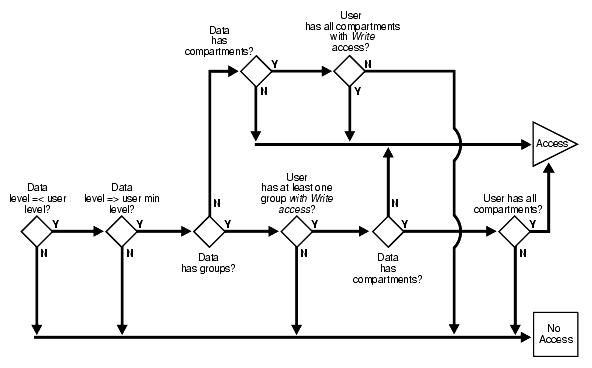 User
has all compartments
with Write
access?
Data
has
compartments?
Y
N
N
Y
Access
Data
level =< user
level?
Data
level => user min
level?
User
has at least one
group with Write
access?
User has all
compartments?
N
N
Y
Y
Y
Y
Y
Y
N
N
N
N
Data
has groups?
Data
has
compartments?
No
Access